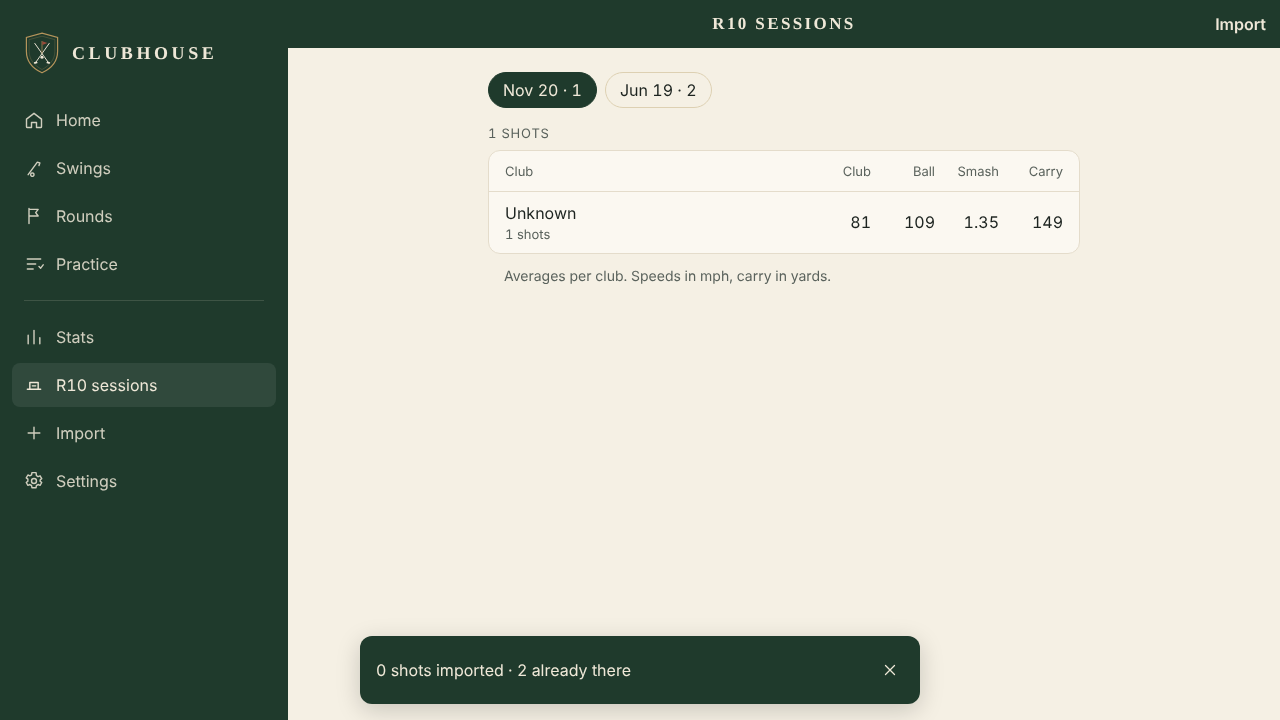 CLUBHOUSE
Home
Swings
Rounds
Practice
Stats
R10 sessions
Import
Settings
R10 SESSIONS
Import
Nov 20 · 1
Jun 19 · 2
1 SHOTS
Club Club Ball Smash Carry
Unknown 81 109 1.35 149
1 shots
Averages per club. Speeds in mph, carry in yards.
0 shots imported · 2 already there